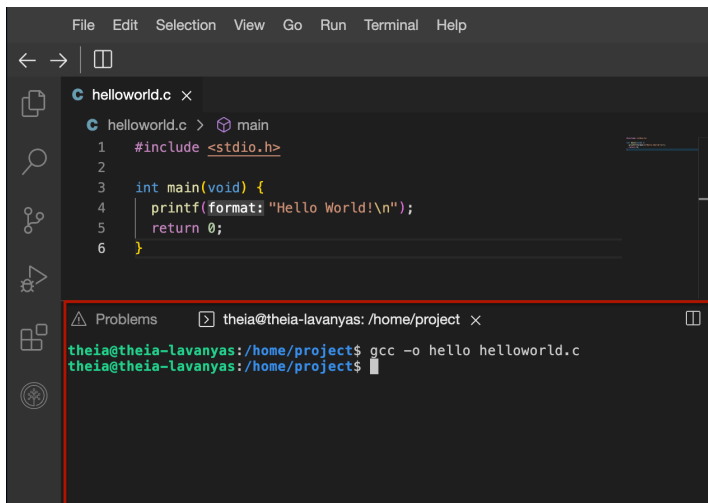 File Edit Selection View Go Run Terminal Help
C helloworld.c ×
C helloworld.c > main
1 #include <stdio.h>
2
3 int main(void) {
4 printf(format: "Hello World!\n");
5 return 0;
6 }
Problems theia@theia-lavanyas: /home/project ×
theia@theia-lavanyas:/home/project$ gcc -o hello helloworld.c
theia@theia-lavanyas:/home/project$